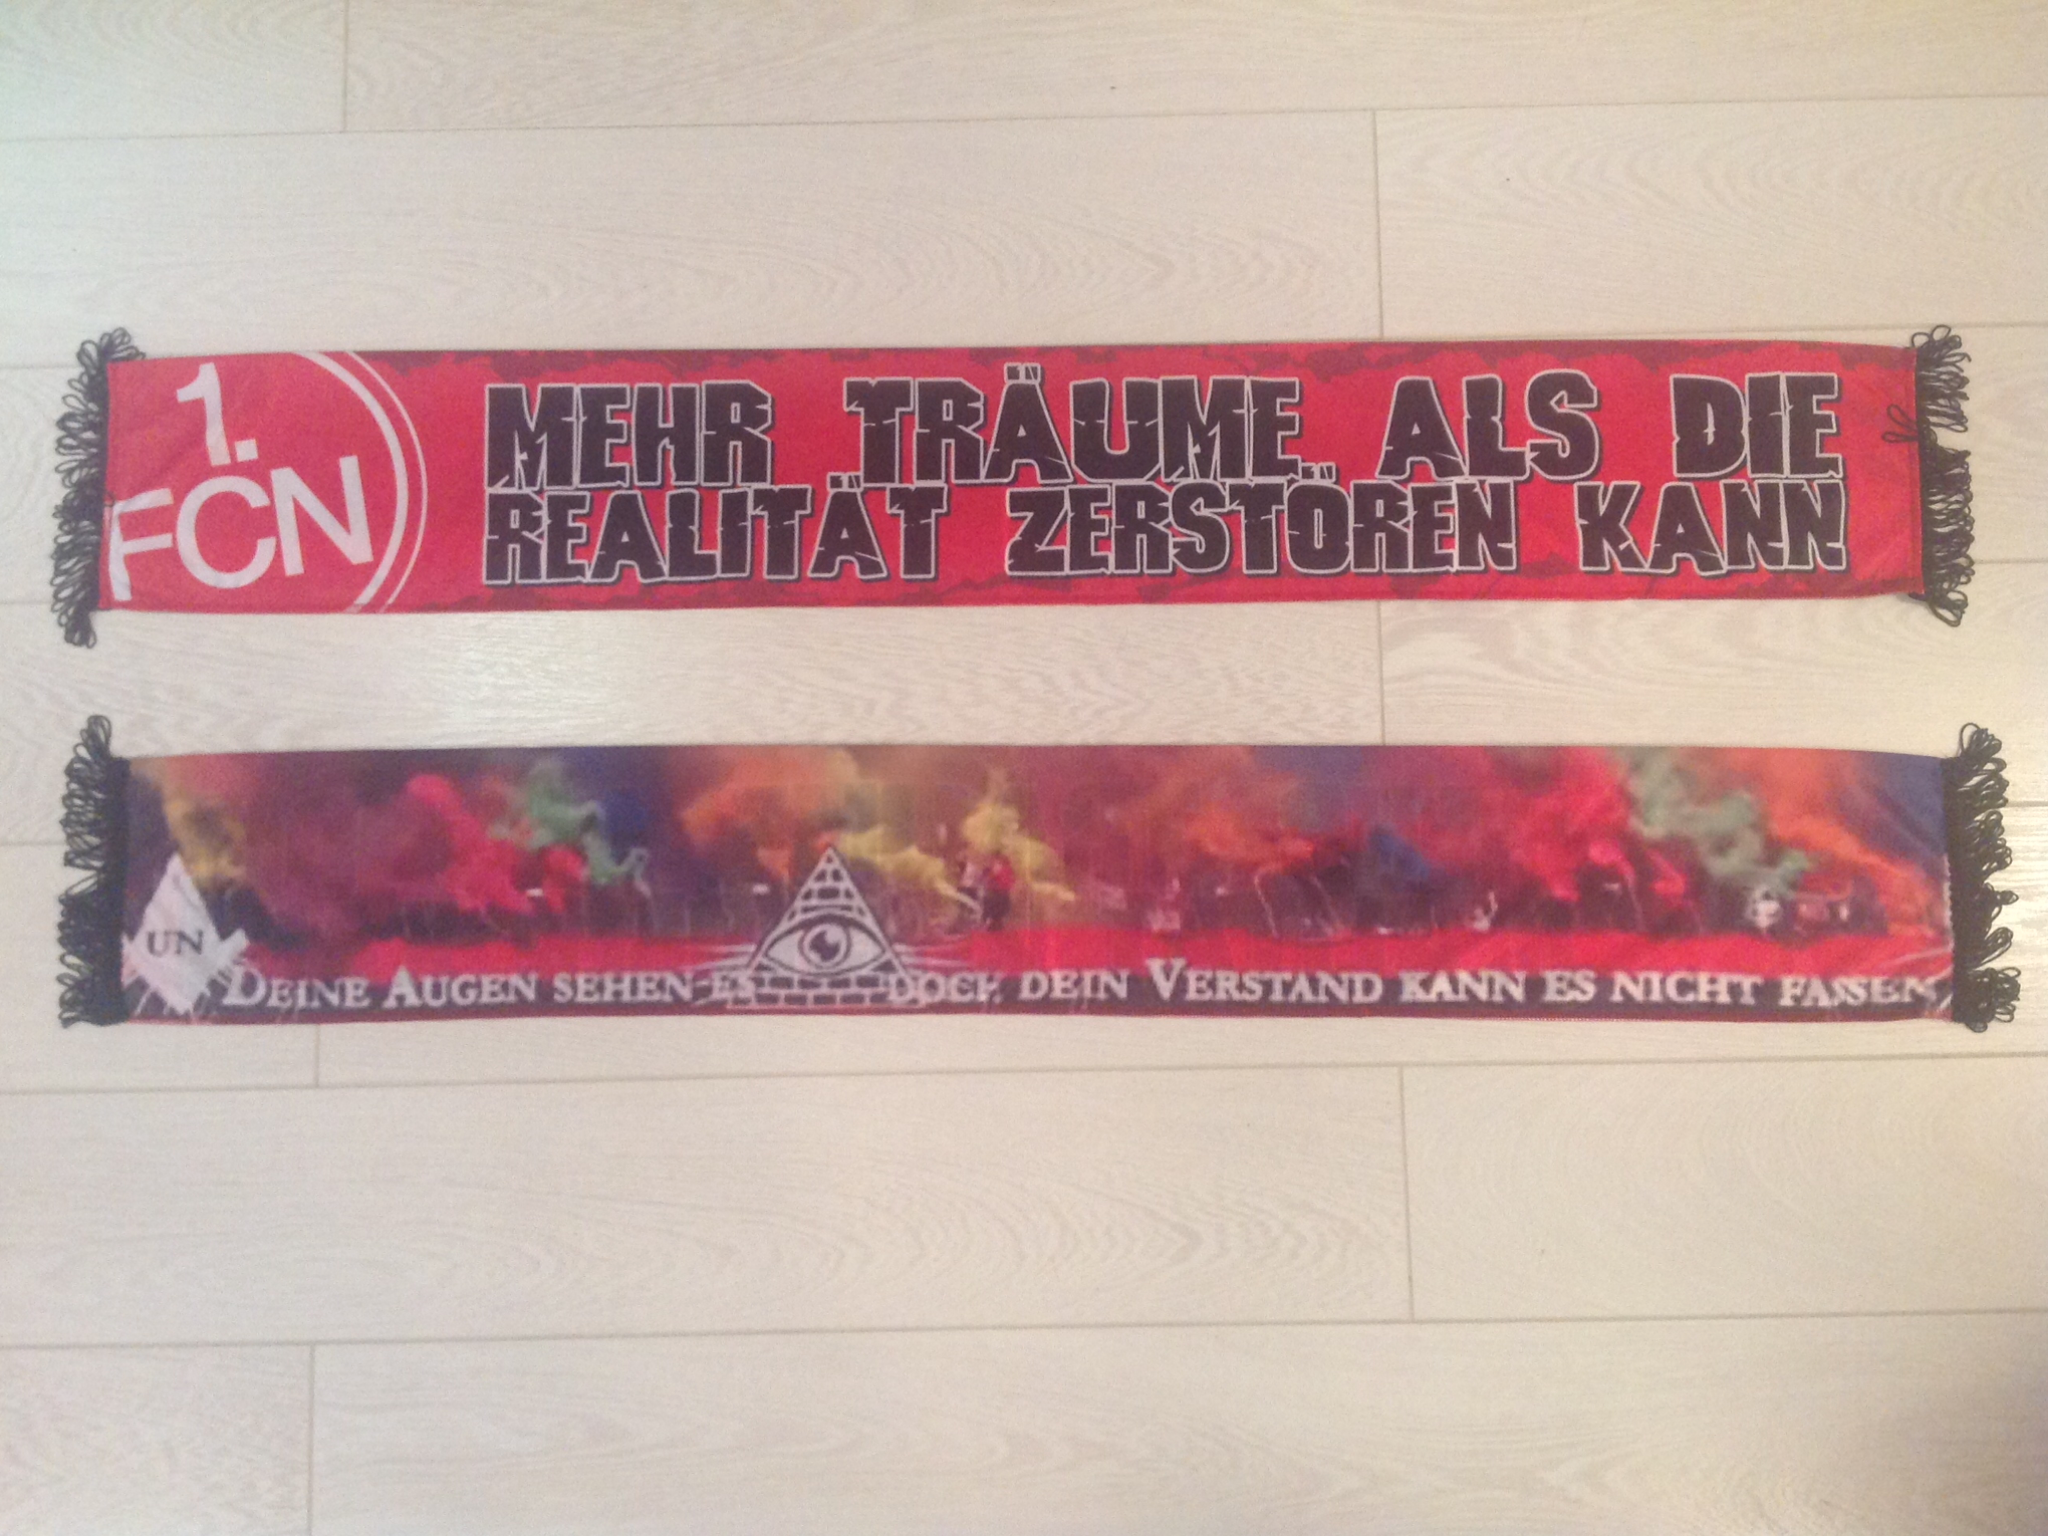 1.
FCN
MEHR TRÄUME ALS DIE
REALITÄT ZERSTÖREN KANN
UN
DEINE AUGEN SEHEN ES DOCH DEIN VERSTAND KANN ES NICHT FASSEN